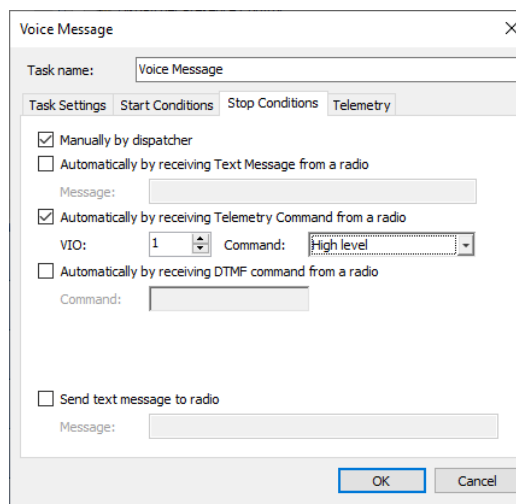 Voice Message
Task name: Voice Message
Task Settings Start Conditions Stop Conditions Telemetry
Manually by dispatcher
Automatically by receiving Text Message from a radio
Message:
Automatically by receiving Telemetry Command from a radio
VIO: 1 Command: High level
Automatically by receiving DTMF command from a radio
Command:
Send text message to radio
Message:
OK Cancel